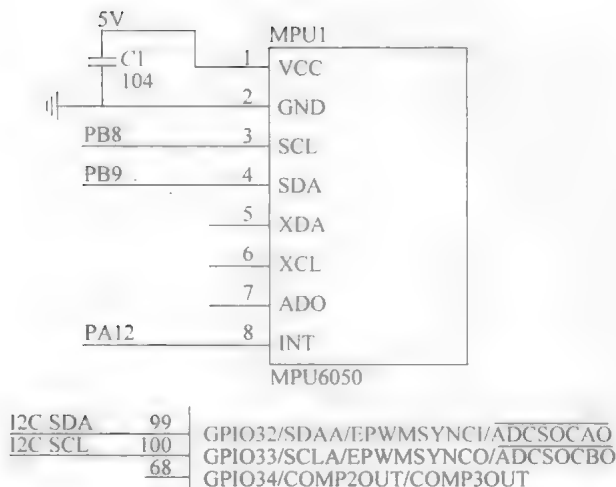 5V
MPU1
C1
104
1 VCC
2 GND
PB8 3 SCL
PB9 4 SDA
5 XDA
6 XCL
7 ADO
PA12 8 INT
MPU6050
I2C SDA 99 GPIO32/SDAA/EPWMSYNCI/ADCSOCAO
I2C SCL 100 GPIO33/SCLA/EPWMSYNCO/ADCSOCBO
68 GPIO34/COMP2OUT/COMP3OUT